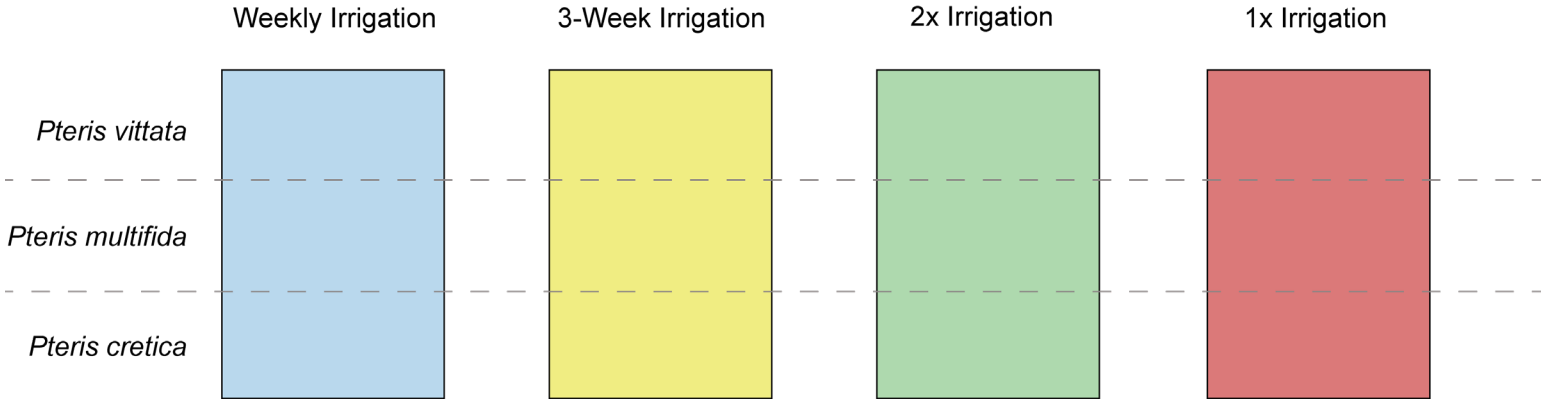 Weekly Irrigation 3-Week Irrigation 2x Irrigation 1x Irrigation
Pteris vittata
Pteris multifida
Pteris cretica